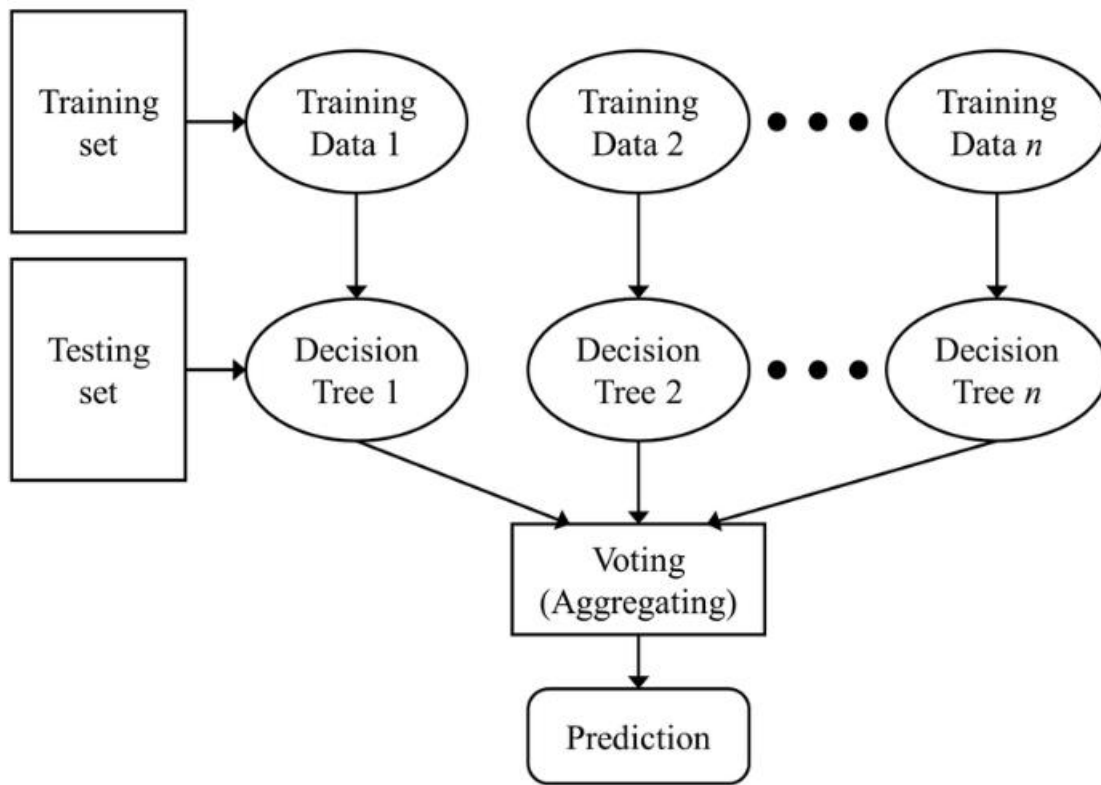 Training
set
Training
Data 1
Training
Data 2
Training
Data n
Testing
set
Decision
Tree 1
Decision
Tree 2
Decision
Tree n
Voting
(Aggregating)
Prediction